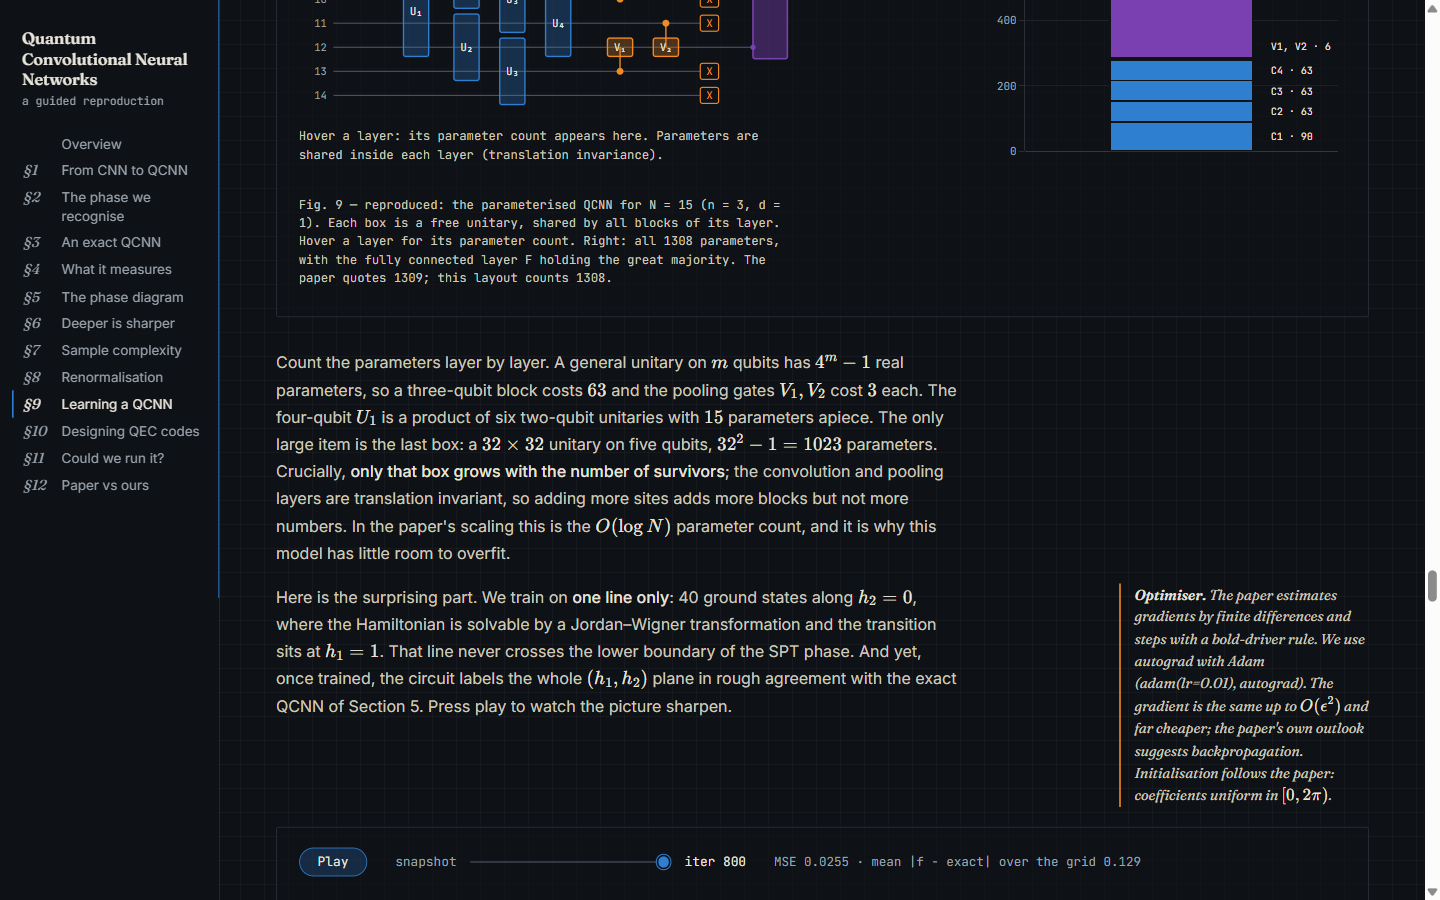 Quantum
Convolutional Neural
Networks
a guided reproduction
Overview
§1 From CNN to QCNN
§2 The phase we
recognise
§3 An exact QCNN
§4 What it measures
§5 The phase diagram
§6 Deeper is sharper
§7 Sample complexity
§8 Renormalisation
§9 Learning a QCNN
§10 Designing QEC codes
§11 Could we run it?
§12 Paper vs ours
U₁
U₂
U₃
U₄
11
12
13
14
V₁
V₂
X
X
X
X
400
200
0
V1, V2 · 6
C4 · 63
C3 · 63
C2 · 63
C1 · 90
Hover a layer: its parameter count appears here. Parameters are
shared inside each layer (translation invariance).
Fig. 9 — reproduced: the parameterised QCNN for N = 15 (n = 3, d =
1). Each box is a free unitary, shared by all blocks of its layer.
Hover a layer for its parameter count. Right: all 1308 parameters,
with the fully connected layer F holding the great majority. The
paper quotes 1309; this layout counts 1308.
Count the parameters layer by layer. A general unitary on m qubits has 4ᵐ − 1 real
parameters, so a three-qubit block costs 63 and the pooling gates V₁, V₂ cost 3 each. The
four-qubit U₁ is a product of six two-qubit unitaries with 15 parameters apiece. The only
large item is the last box: a 32 × 32 unitary on five qubits, 32² − 1 = 1023 parameters.
Crucially, only that box grows with the number of survivors; the convolution and pooling
layers are translation invariant, so adding more sites adds more blocks but not more
numbers. In the paper's scaling this is the O(log N) parameter count, and it is why this
model has little room to overfit.
Here is the surprising part. We train on one line only: 40 ground states along h₂ = 0,
where the Hamiltonian is solvable by a Jordan–Wigner transformation and the transition
sits at h₁ = 1. That line never crosses the lower boundary of the SPT phase. And yet,
once trained, the circuit labels the whole (h₁, h₂) plane in rough agreement with the exact
QCNN of Section 5. Press play to watch the picture sharpen.
Optimiser. The paper estimates
gradients by finite differences and
steps with a bold-driver rule. We use
autograd with Adam
(adam(lr=0.01), autograd). The
gradient is the same up to O(ϵ²) and
far cheaper; the paper's own outlook
suggests backpropagation.
Initialisation follows the paper:
coefficients uniform in [0, 2π).
Play
snapshot
iter 800
MSE 0.0255 · mean |f - exact| over the grid 0.129